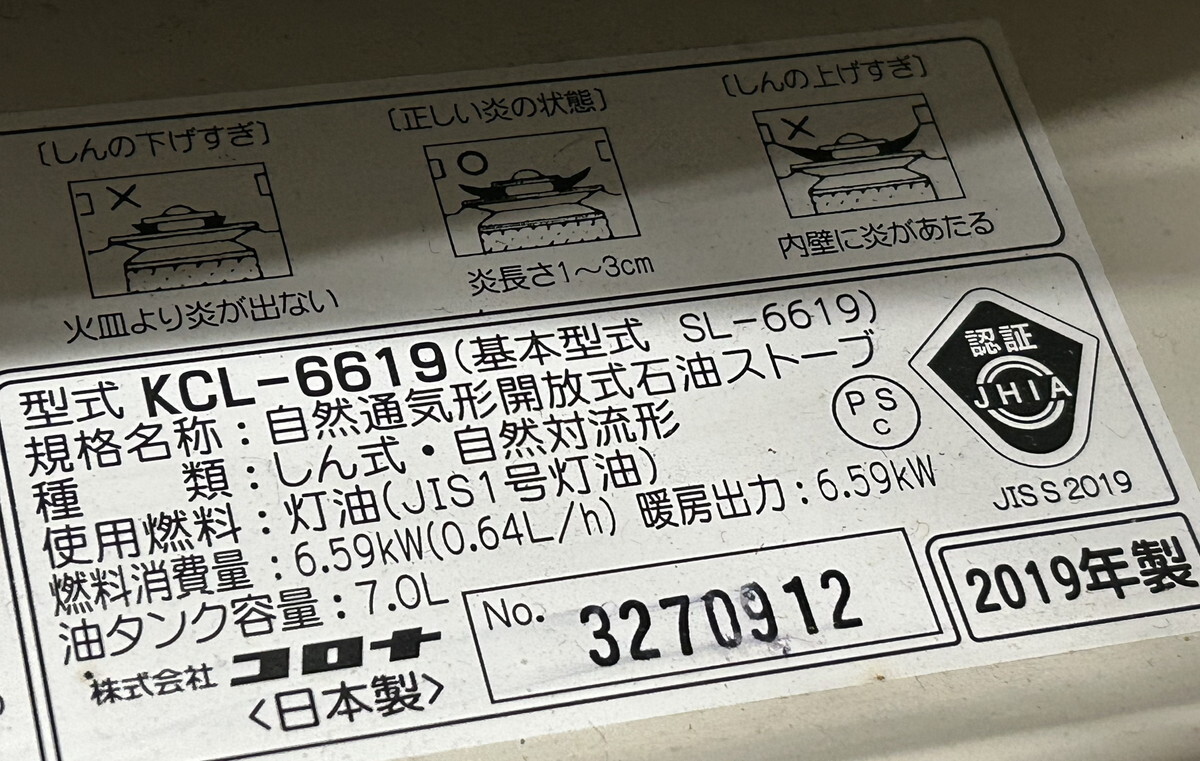 〔しんの下げすぎ〕
〔正しい炎の状態〕
〔しんの上げすぎ〕
火皿より炎が出ない
炎長さ1〜3cm
内壁に炎があたる
型式 KCL-6619(基本型式 SL-6619)
規格名称:自然通気形開放式石油ストーブ
種類:しん式・自然対流形
使用燃料:灯油(JIS1号灯油)
燃料消費量:6.59kW(0.64L/h) 暖房出力:6.59kW
油タンク容量:7.0L
PS
C
認証
JHIA
JIS S 2019
株式会社 コロナ
〈日本製〉
No. 3270912
2019年製